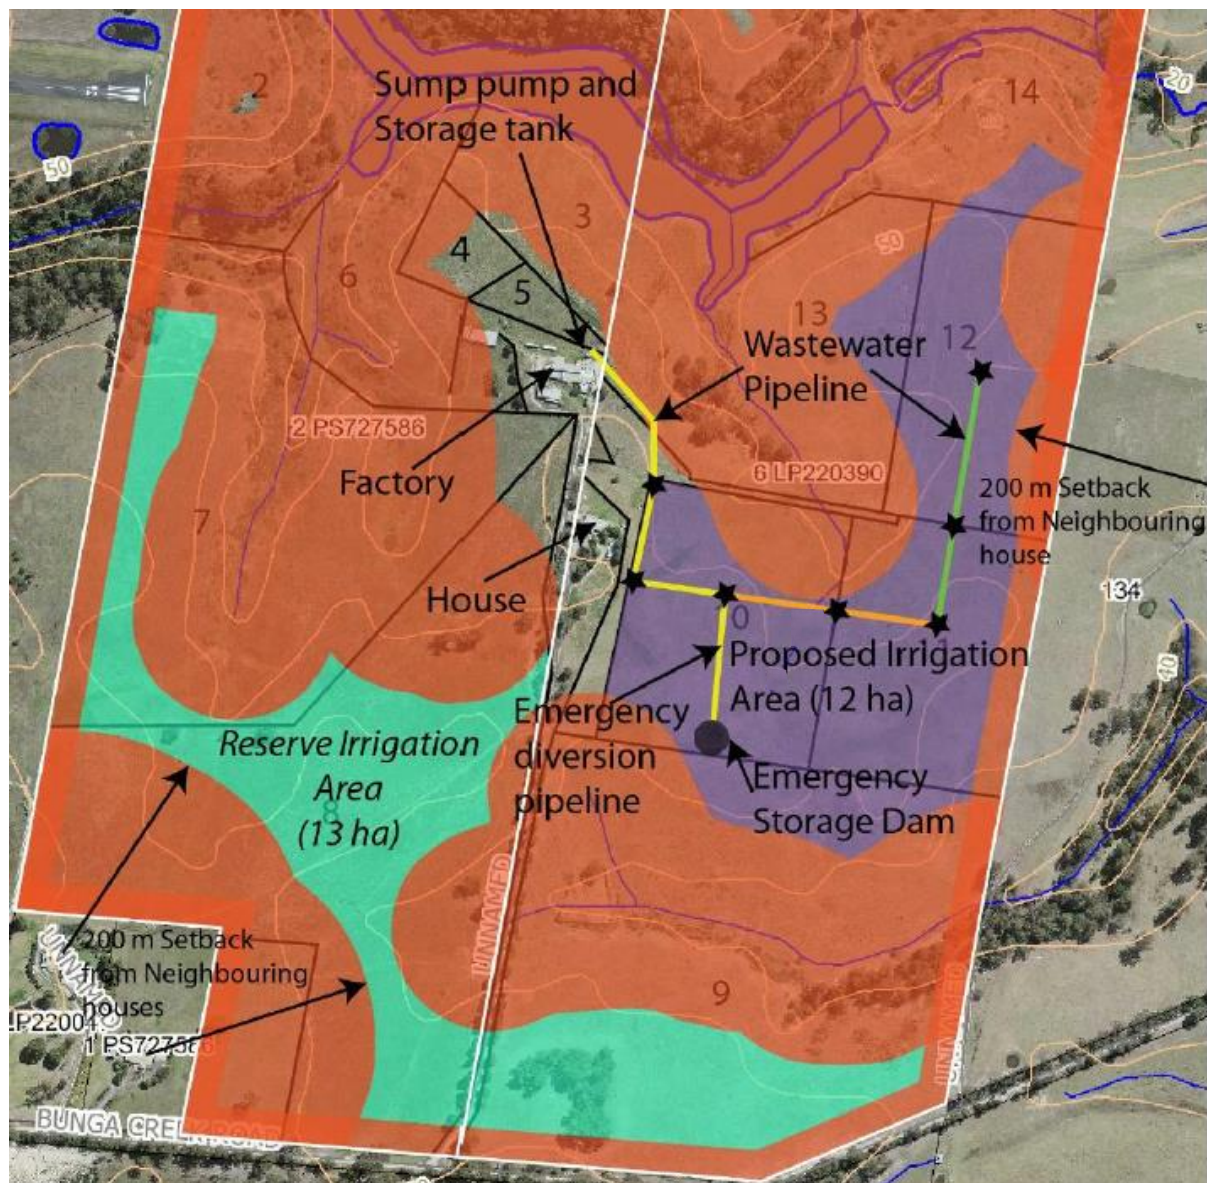 2
14
20
Sump pump and
Storage tank
50
3
4
50
6
5
13
12
Wastewater
Pipeline
2 PS727586
Factory
6 LP220390
200 m Setback
from Neighbouring
house
7
House
134
Proposed Irrigation
Area (12 ha)
40
Emergency
diversion
pipeline
Reserve Irrigation
Area
(13 ha)
8
Emergency
Storage Dam
UNNAMED
200 m Setback
from Neighbouring
houses
9
UNNAMED
1 PS727586
BUNGA CREEK ROAD